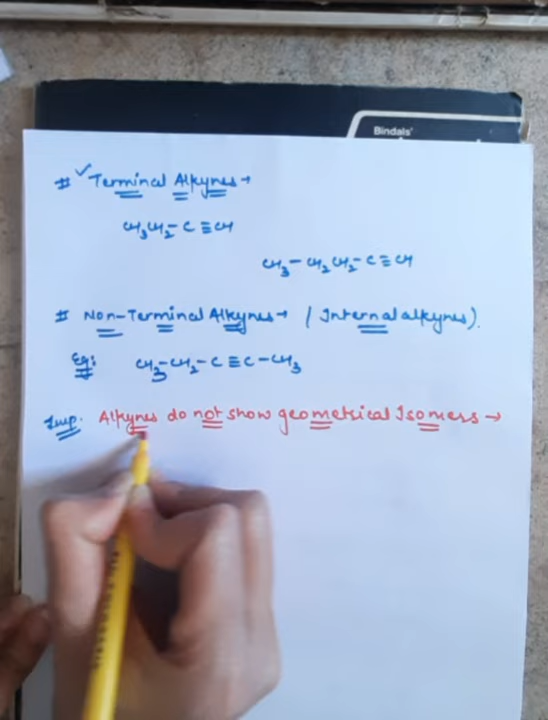 Bindals'
# ✓Terminal Alkynes →
CH₃CH₂-C≡CH
CH₃-CH₂CH₂-C≡CH
# Non-Terminal Alkynes → (Internal alkynes).
Eg: CH₃-CH₂-C≡C-CH₃
Imp. Alkynes do not show geometrical Isomers →